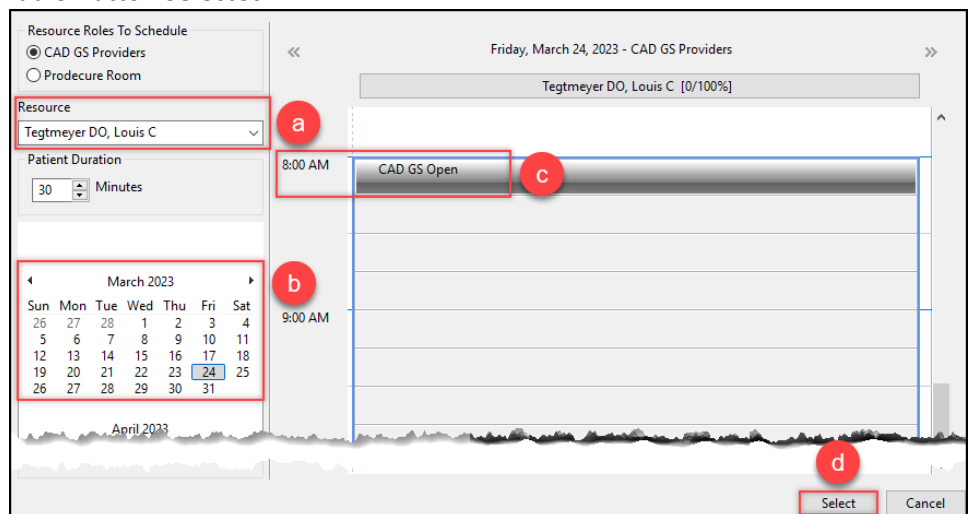 Resource Roles To Schedule
CAD GS Providers
Prodecure Room
Resource
Tegtmeyer DO, Louis C
a
Patient Duration
30 Minutes
b
March 2023
Sun Mon Tue Wed Thu Fri Sat
26 27 28 1 2 3 4
5 6 7 8 9 10 11
12 13 14 15 16 17 18
19 20 21 22 23 24 25
26 27 28 29 30 31
April 2023
« Friday, March 24, 2023 - CAD GS Providers »
Tegtmeyer DO, Louis C [0/100%]
8:00 AM CAD GS Open
c
9:00 AM
d
Select Cancel